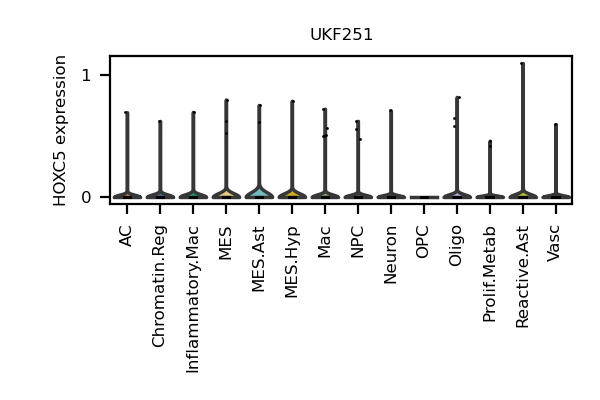 UKF251
HOXC5 expression
1
0
AC
Chromatin.Reg
Inflammatory.Mac
MES
MES.Ast
MES.Hyp
Mac
NPC
Neuron
OPC
Oligo
Prolif.Metab
Reactive.Ast
Vasc